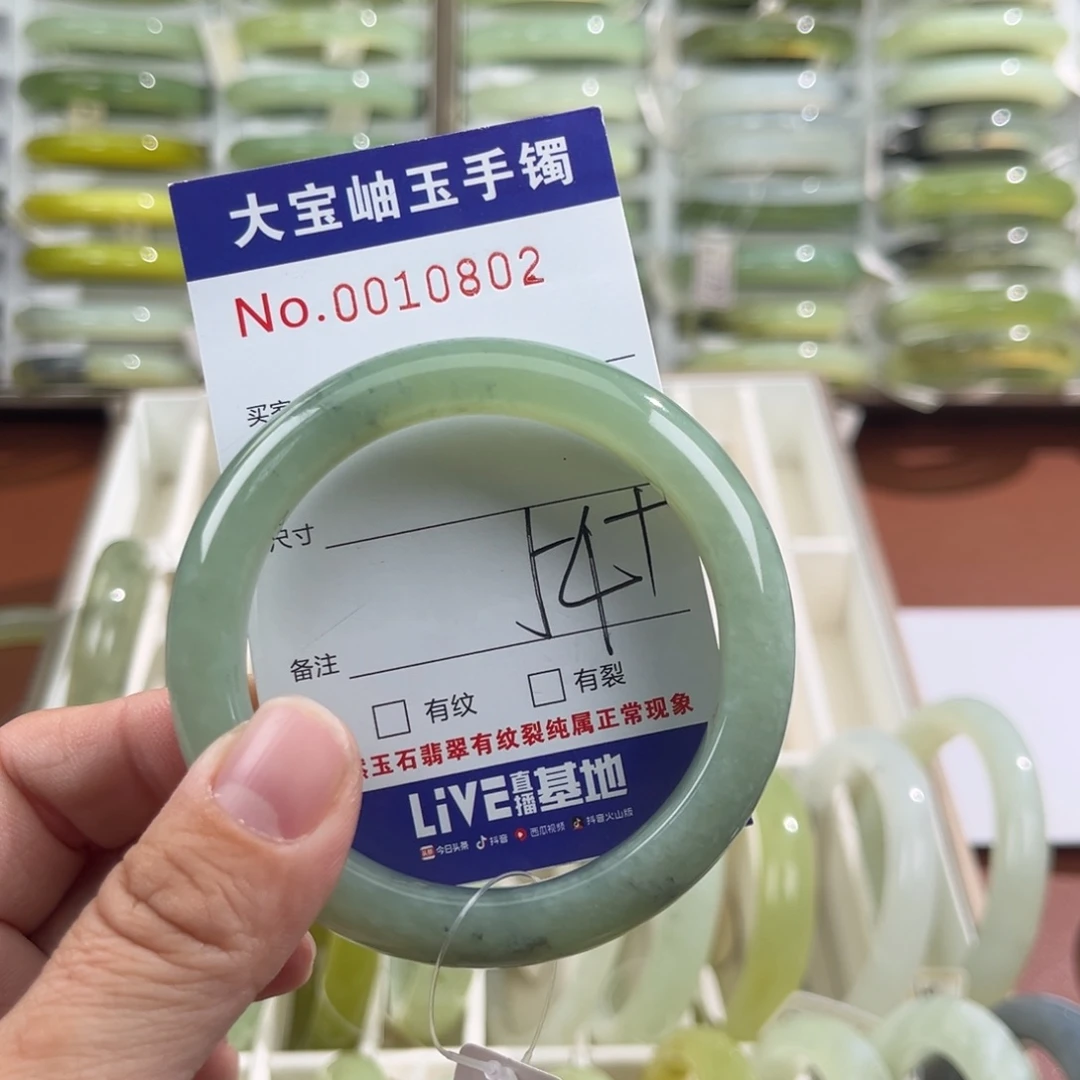 大宝岫玉手镯
No.0010802
买家
尺寸
备注
有纹 有裂
玉石翡翠有纹裂纯属正常现象
LiVE直播基地
今日头条 抖音 西瓜视频 抖音火山版